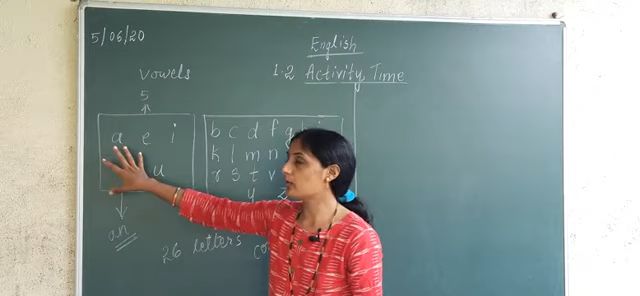 5/06/20
English
1.2 Activity Time
vowels
5
a e i
u
an
b c d f g
k l m n
r s t v
y z
26 letters